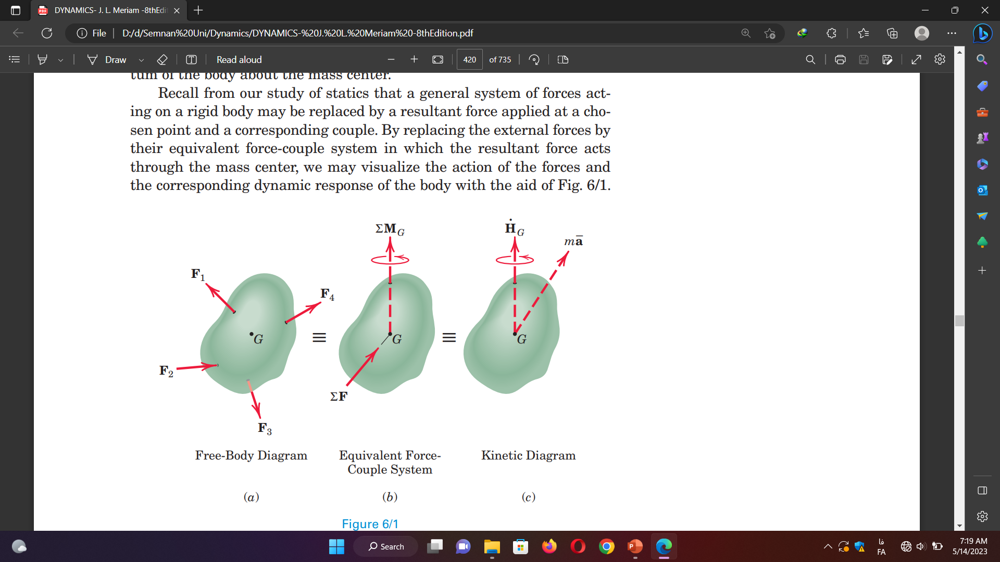 DYNAMICS- J. L. Meriam -8thEdi
File
D:/d/Semnan%20Uni/Dynamics/DYNAMICS-%20J.%20L.%20Meriam%20-8thEdition.pdf
Draw
Read aloud
420 of 735
tum of the body about the mass center.
Recall from our study of statics that a general system of forces act-
ing on a rigid body may be replaced by a resultant force applied at a cho-
sen point and a corresponding couple. By replacing the external forces by
their equivalent force-couple system in which the resultant force acts
through the mass center, we may visualize the action of the forces and
the corresponding dynamic response of the body with the aid of Fig. 6/1.
ΣM_G
Ḣ_G
mā
F₁
F₄
G
≡
G
≡
G
F₂
ΣF
F₃
Free-Body Diagram
Equivalent Force-
Couple System
Kinetic Diagram
(a)
(b)
(c)
Figure 6/1
Search
فا
FA
7:19 AM
5/14/2023